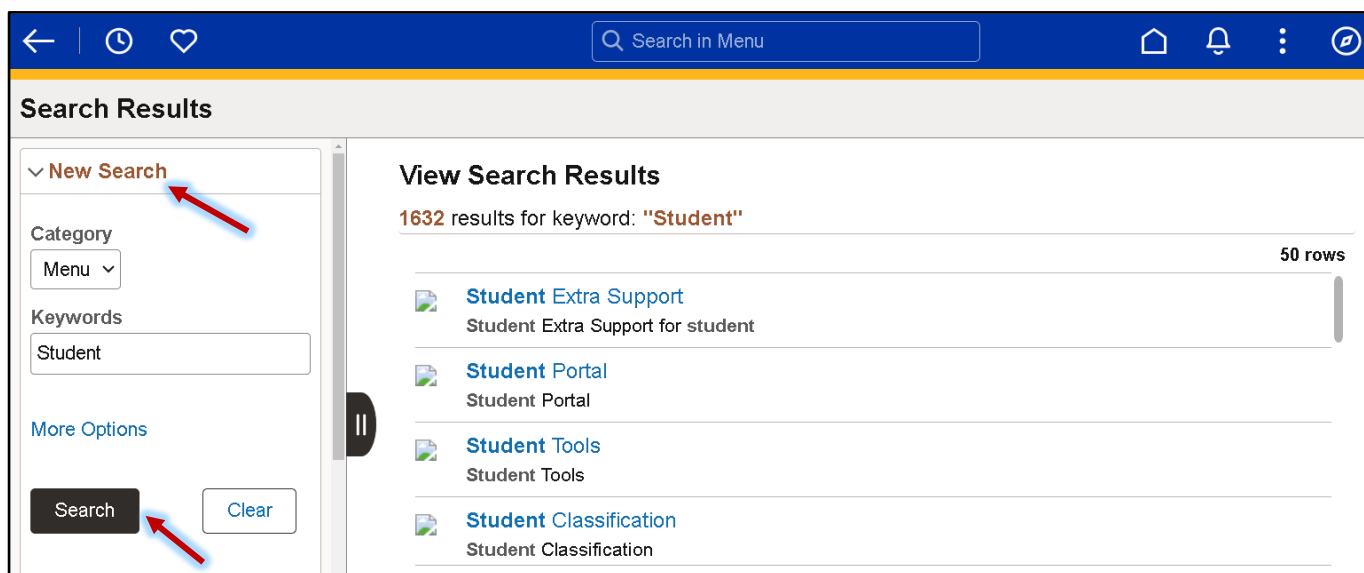 Search in Menu
Search Results
New Search
Category
Menu
Keywords
Student
More Options
Search
Clear
View Search Results
1632 results for keyword: "Student"
50 rows
Student Extra Support
Student Extra Support for student
Student Portal
Student Portal
Student Tools
Student Tools
Student Classification
Student Classification